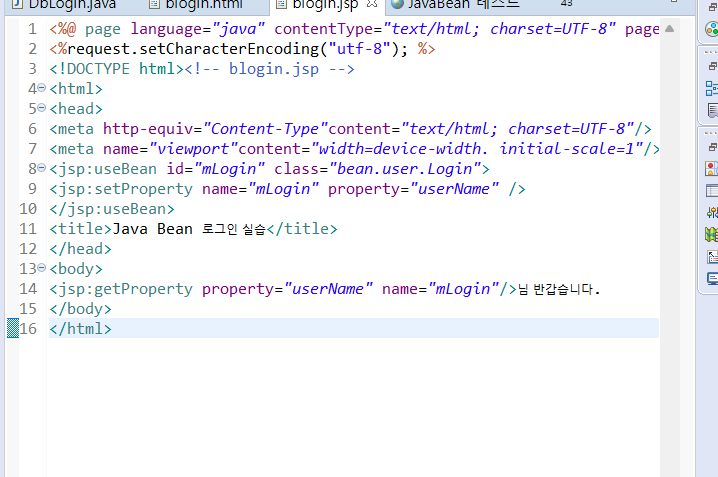 DbLogin.java blogin.html blogin.jsp JavaBean 테스트 43
1 <%@ page language="java" contentType="text/html; charset=UTF-8" page
2 <%request.setCharacterEncoding("utf-8"); %>
3 <!DOCTYPE html><!-- blogin.jsp -->
4 <html>
5 <head>
6 <meta http-equiv="Content-Type"content="text/html; charset=UTF-8"/>
7 <meta name="viewport"content="width=device-width. initial-scale=1"/>
8 <jsp:useBean id="mLogin" class="bean.user.Login">
9 <jsp:setProperty name="mLogin" property="userName" />
10 </jsp:useBean>
11 <title>Java Bean 로그인 실습</title>
12 </head>
13 <body>
14 <jsp:getProperty property="userName" name="mLogin"/>님 반갑습니다.
15 </body>
16 </html>